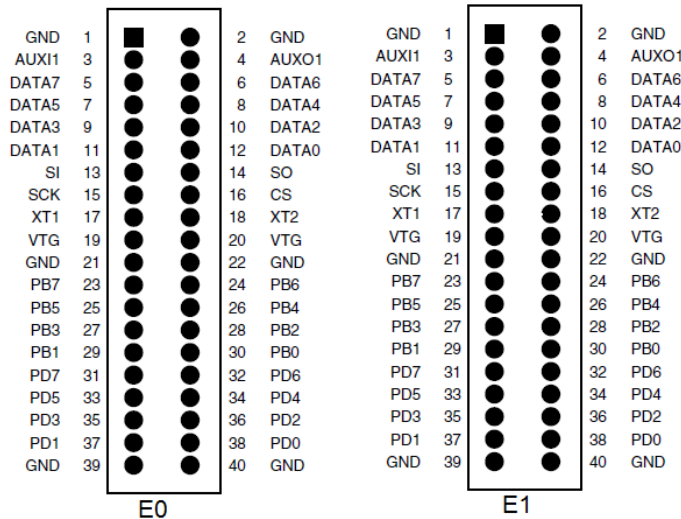 GND 1 2 GND GND 1 2 GND
AUXI1 3 4 AUXO1 AUXI1 3 4 AUXO1
DATA7 5 6 DATA6 DATA7 5 6 DATA6
DATA5 7 8 DATA4 DATA5 7 8 DATA4
DATA3 9 10 DATA2 DATA3 9 10 DATA2
DATA1 11 12 DATA0 DATA1 11 12 DATA0
SI 13 14 SO SI 13 14 SO
SCK 15 16 CS SCK 15 16 CS
XT1 17 18 XT2 XT1 17 18 XT2
VTG 19 20 VTG VTG 19 20 VTG
GND 21 22 GND GND 21 22 GND
PB7 23 24 PB6 PB7 23 24 PB6
PB5 25 26 PB4 PB5 25 26 PB4
PB3 27 28 PB2 PB3 27 28 PB2
PB1 29 30 PB0 PB1 29 30 PB0
PD7 31 32 PD6 PD7 31 32 PD6
PD5 33 34 PD4 PD5 33 34 PD4
PD3 35 36 PD2 PD3 35 36 PD2
PD1 37 38 PD0 PD1 37 38 PD0
GND 39 40 GND GND 39 40 GND
E0 E1